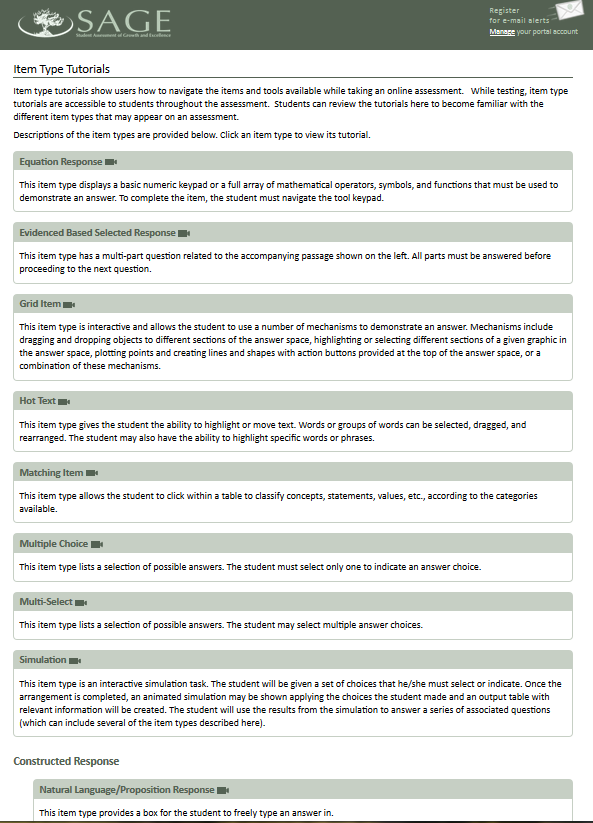 SAGE
Student Assessment of Growth and Excellence
Register
for e-mail alerts
Manage your portal account
Item Type Tutorials
Item type tutorials show users how to navigate the items and tools available while taking an online assessment. While testing, item type
tutorials are accessible to students throughout the assessment. Students can review the tutorials here to become familiar with the
different item types that may appear on an assessment.
Descriptions of the item types are provided below. Click an item type to view its tutorial.
Equation Response
This item type displays a basic numeric keypad or a full array of mathematical operators, symbols, and functions that must be used to
demonstrate an answer. To complete the item, the student must navigate the tool keypad.
Evidenced Based Selected Response
This item type has a multi-part question related to the accompanying passage shown on the left. All parts must be answered before
proceeding to the next question.
Grid Item
This item type is interactive and allows the student to use a number of mechanisms to demonstrate an answer. Mechanisms include
dragging and dropping objects to different sections of the answer space, highlighting or selecting different sections of a given graphic in
the answer space, plotting points and creating lines and shapes with action buttons provided at the top of the answer space, or a
combination of these mechanisms.
Hot Text
This item type gives the student the ability to highlight or move text. Words or groups of words can be selected, dragged, and
rearranged. The student may also have the ability to highlight specific words or phrases.
Matching Item
This item type allows the student to click within a table to classify concepts, statements, values, etc., according to the categories
available.
Multiple Choice
This item type lists a selection of possible answers. The student must select only one to indicate an answer choice.
Multi-Select
This item type lists a selection of possible answers. The student may select multiple answer choices.
Simulation
This item type is an interactive simulation task. The student will be given a set of choices that he/she must select or indicate. Once the
arrangement is completed, an animated simulation may be shown applying the choices the student made and an output table with
relevant information will be created. The student will use the results from the simulation to answer a series of associated questions
(which can include several of the item types described here).
Constructed Response
Natural Language/Proposition Response
This item type provides a box for the student to freely type an answer in.